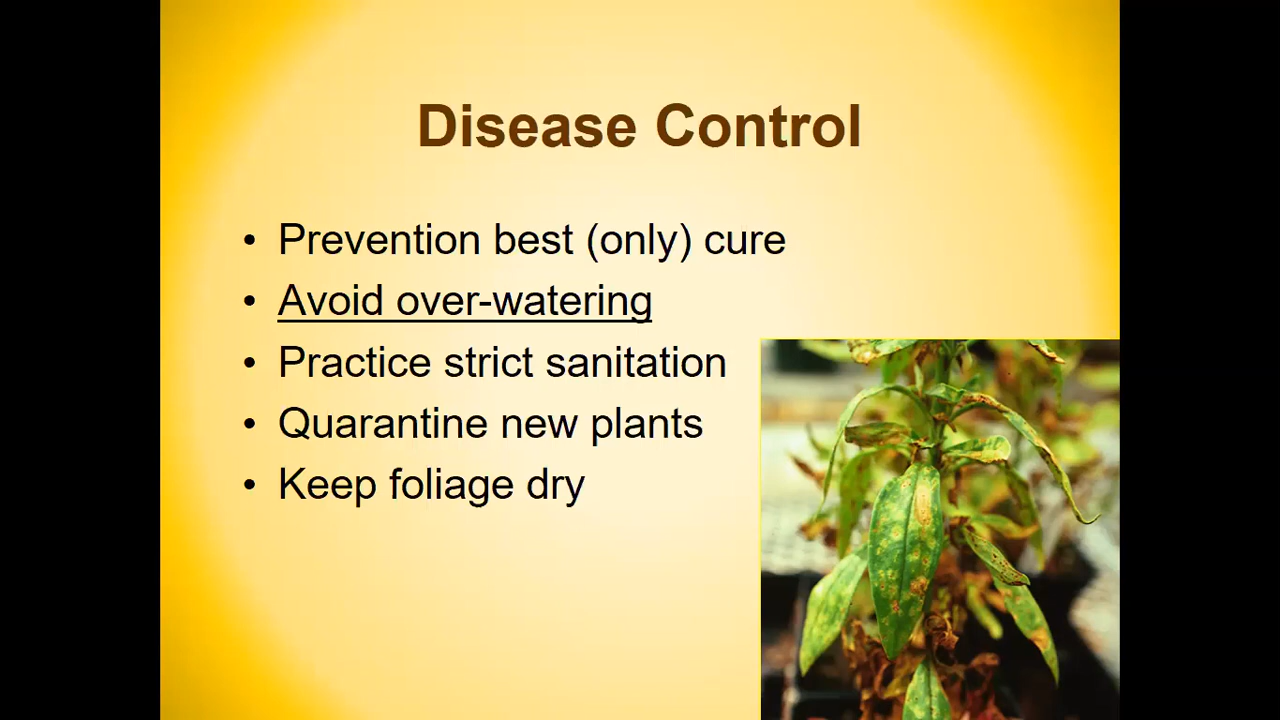 Disease Control
• Prevention best (only) cure
• Avoid over-watering
• Practice strict sanitation
• Quarantine new plants
• Keep foliage dry